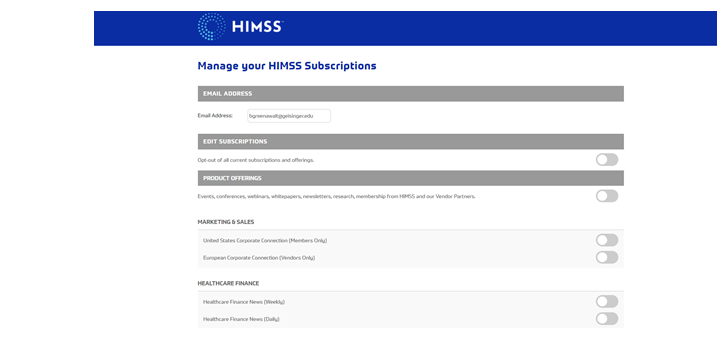 HIMSS
Manage your HIMSS Subscriptions
EMAIL ADDRESS
Email Address: hgreenawalt@geisinger.edu
EDIT SUBSCRIPTIONS
Opt-out of all current subscriptions and offerings.
PRODUCT OFFERINGS
Events, conferences, webinars, whitepapers, newsletters, research, membership from HIMSS and our Vendor Partners.
MARKETING & SALES
United States Corporate Connection (Members Only)
European Corporate Connection (Vendors Only)
HEALTHCARE FINANCE
Healthcare Finance News (Weekly)
Healthcare Finance News (Daily)